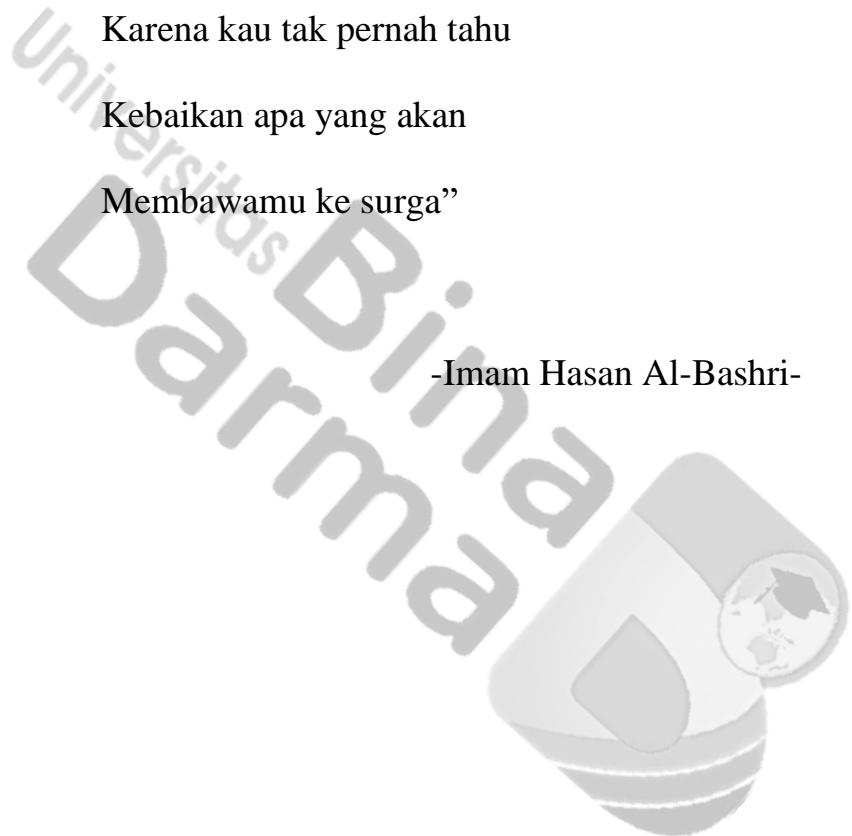 Karena kau tak pernah tahu
Kebaikan apa yang akan
Membawamu ke surga”
-Imam Hasan Al-Bashri-
Universitas
Bina
Darma